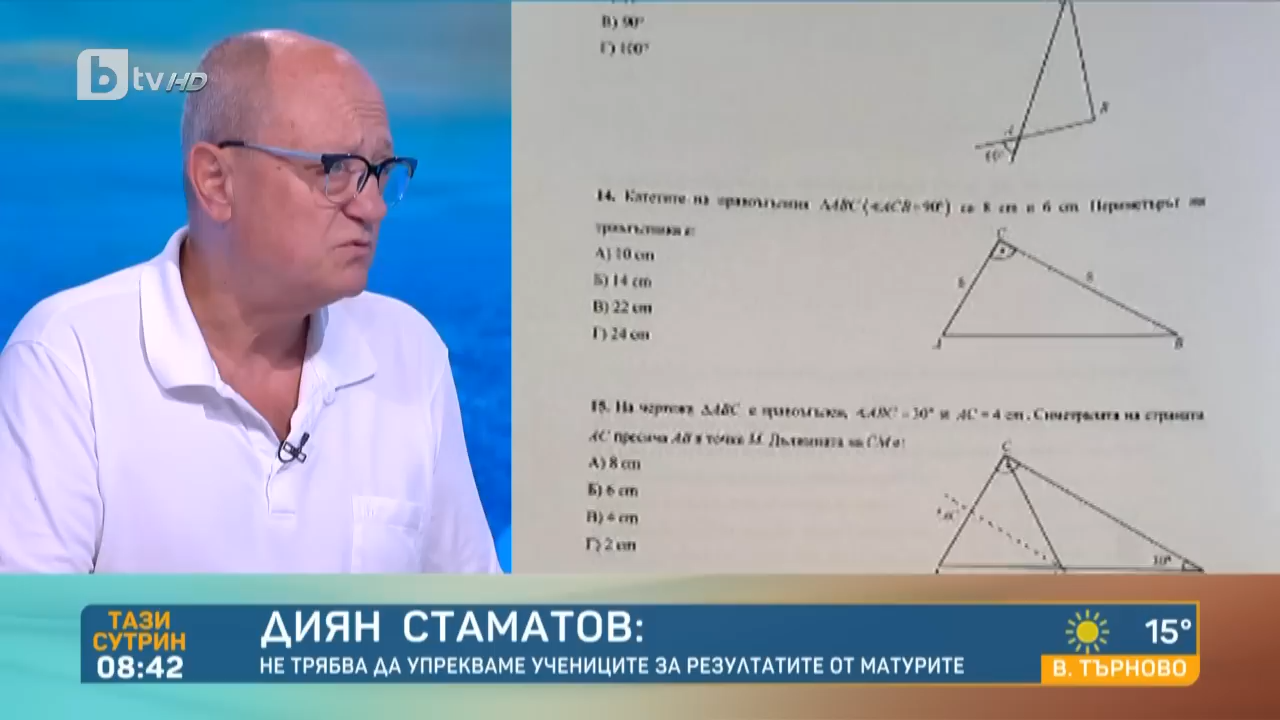 btv HD
В) 90°
Г) 100°
A
B
60°
14. Катетите на правоъгълния ΔABC (∢ACB = 90°) са 8 cm и 6 cm. Периметърът на
триъгълника е:
А) 10 cm
Б) 14 cm
В) 22 cm
Г) 24 cm
C
6
8
A
B
15. На чертежа ΔABC е правоъгълен, ∢ABC = 30° и AC = 4 cm. Симетралата на страната
AC пресича AB в точка M. Дължината на CM е:
А) 8 cm
Б) 6 cm
В) 4 cm
Г) 2 cm
C
30°
ТАЗИ
СУТРИН
08:42
ДИЯН СТАМАТОВ:
НЕ ТРЯБВА ДА УПРЕКВАМЕ УЧЕНИЦИТЕ ЗА РЕЗУЛТАТИТЕ ОТ МАТУРИТЕ
15°
В. ТЪРНОВО